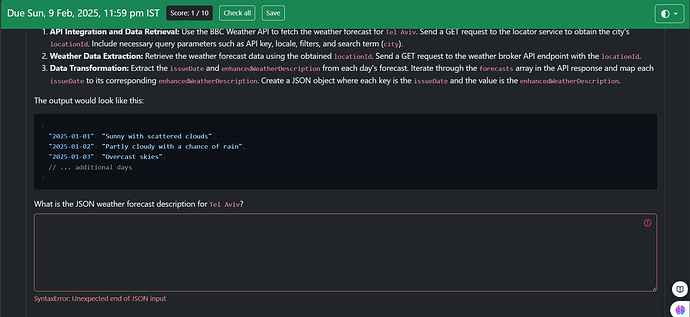 Due Sun, 9 Feb, 2025, 11:59 pm IST Score: 1 / 10 Check all Save
1. API Integration and Data Retrieval: Use the BBC Weather API to fetch the weather forecast for Tel Aviv. Send a GET request to the locator service to obtain the city's
locationId. Include necessary query parameters such as API key, locale, filters, and search term (city).
2. Weather Data Extraction: Retrieve the weather forecast data using the obtained locationId. Send a GET request to the weather broker API endpoint with the locationId.
3. Data Transformation: Extract the issueDate and enhancedWeatherDescription from each day's forecast. Iterate through the forecasts array in the API response and map each
issueDate to its corresponding enhancedWeatherDescription. Create a JSON object where each key is the issueDate and the value is the enhancedWeatherDescription.
The output would look like this:
{
"2025-01-01": "Sunny with scattered clouds",
"2025-01-02": "Partly cloudy with a chance of rain",
"2025-01-03": "Overcast skies",
// ... additional days
}
What is the JSON weather forecast description for Tel Aviv?
SyntaxError: Unexpected end of JSON input